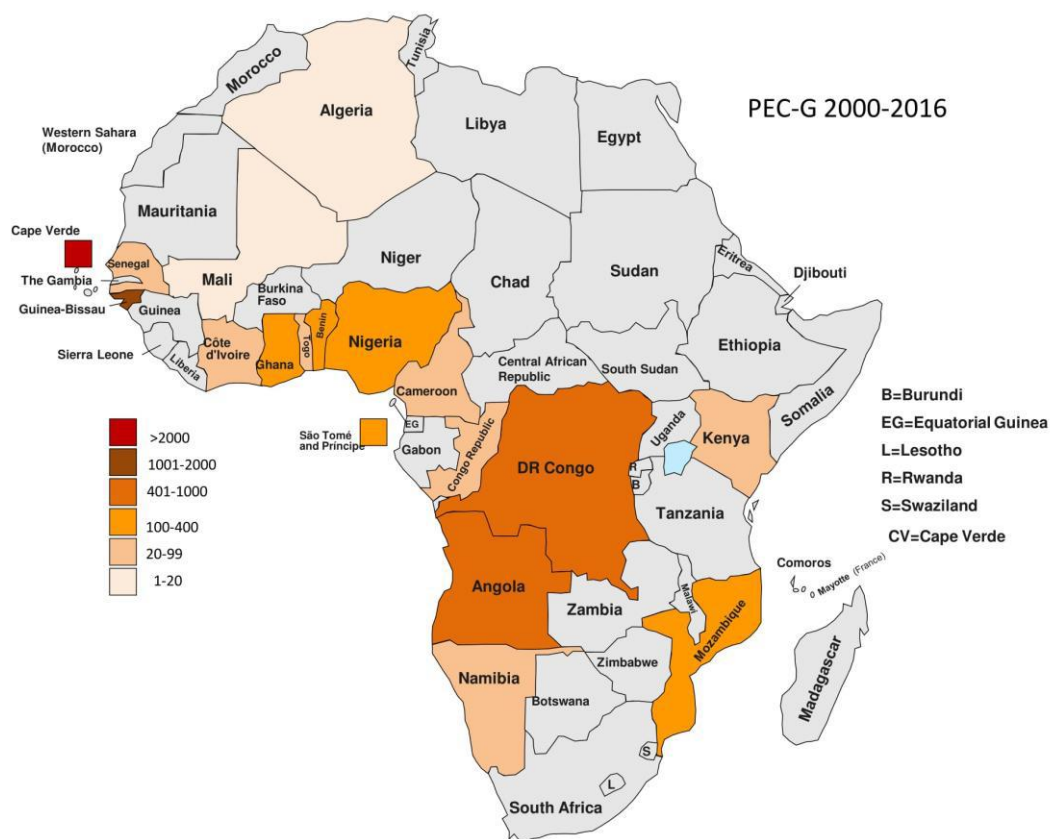 PEC-G 2000-2016
Morocco
Tunisia
Algeria
Libya
Egypt
Western Sahara
(Morocco)
Mauritania
Cape Verde
Senegal
The Gambia
Guinea-Bissau
Guinea
Sierra Leone
Liberia
Mali
Burkina
Faso
Côte
d'Ivoire
Ghana
Togo
Benin
Niger
Nigeria
Chad
Sudan
Eritrea
Djibouti
Ethiopia
Somalia
Central African
Republic
South Sudan
Cameroon
EG
São Tomé
and Príncipe
Gabon
Congo Republic
DR Congo
Uganda
Kenya
R
B
Tanzania
Angola
Zambia
Malawi
Mozambique
Comoros
Mayotte (France)
Madagascar
Namibia
Zimbabwe
Botswana
S
L
South Africa
>2000
1001-2000
401-1000
100-400
20-99
1-20
B=Burundi
EG=Equatorial Guinea
L=Lesotho
R=Rwanda
S=Swaziland
CV=Cape Verde